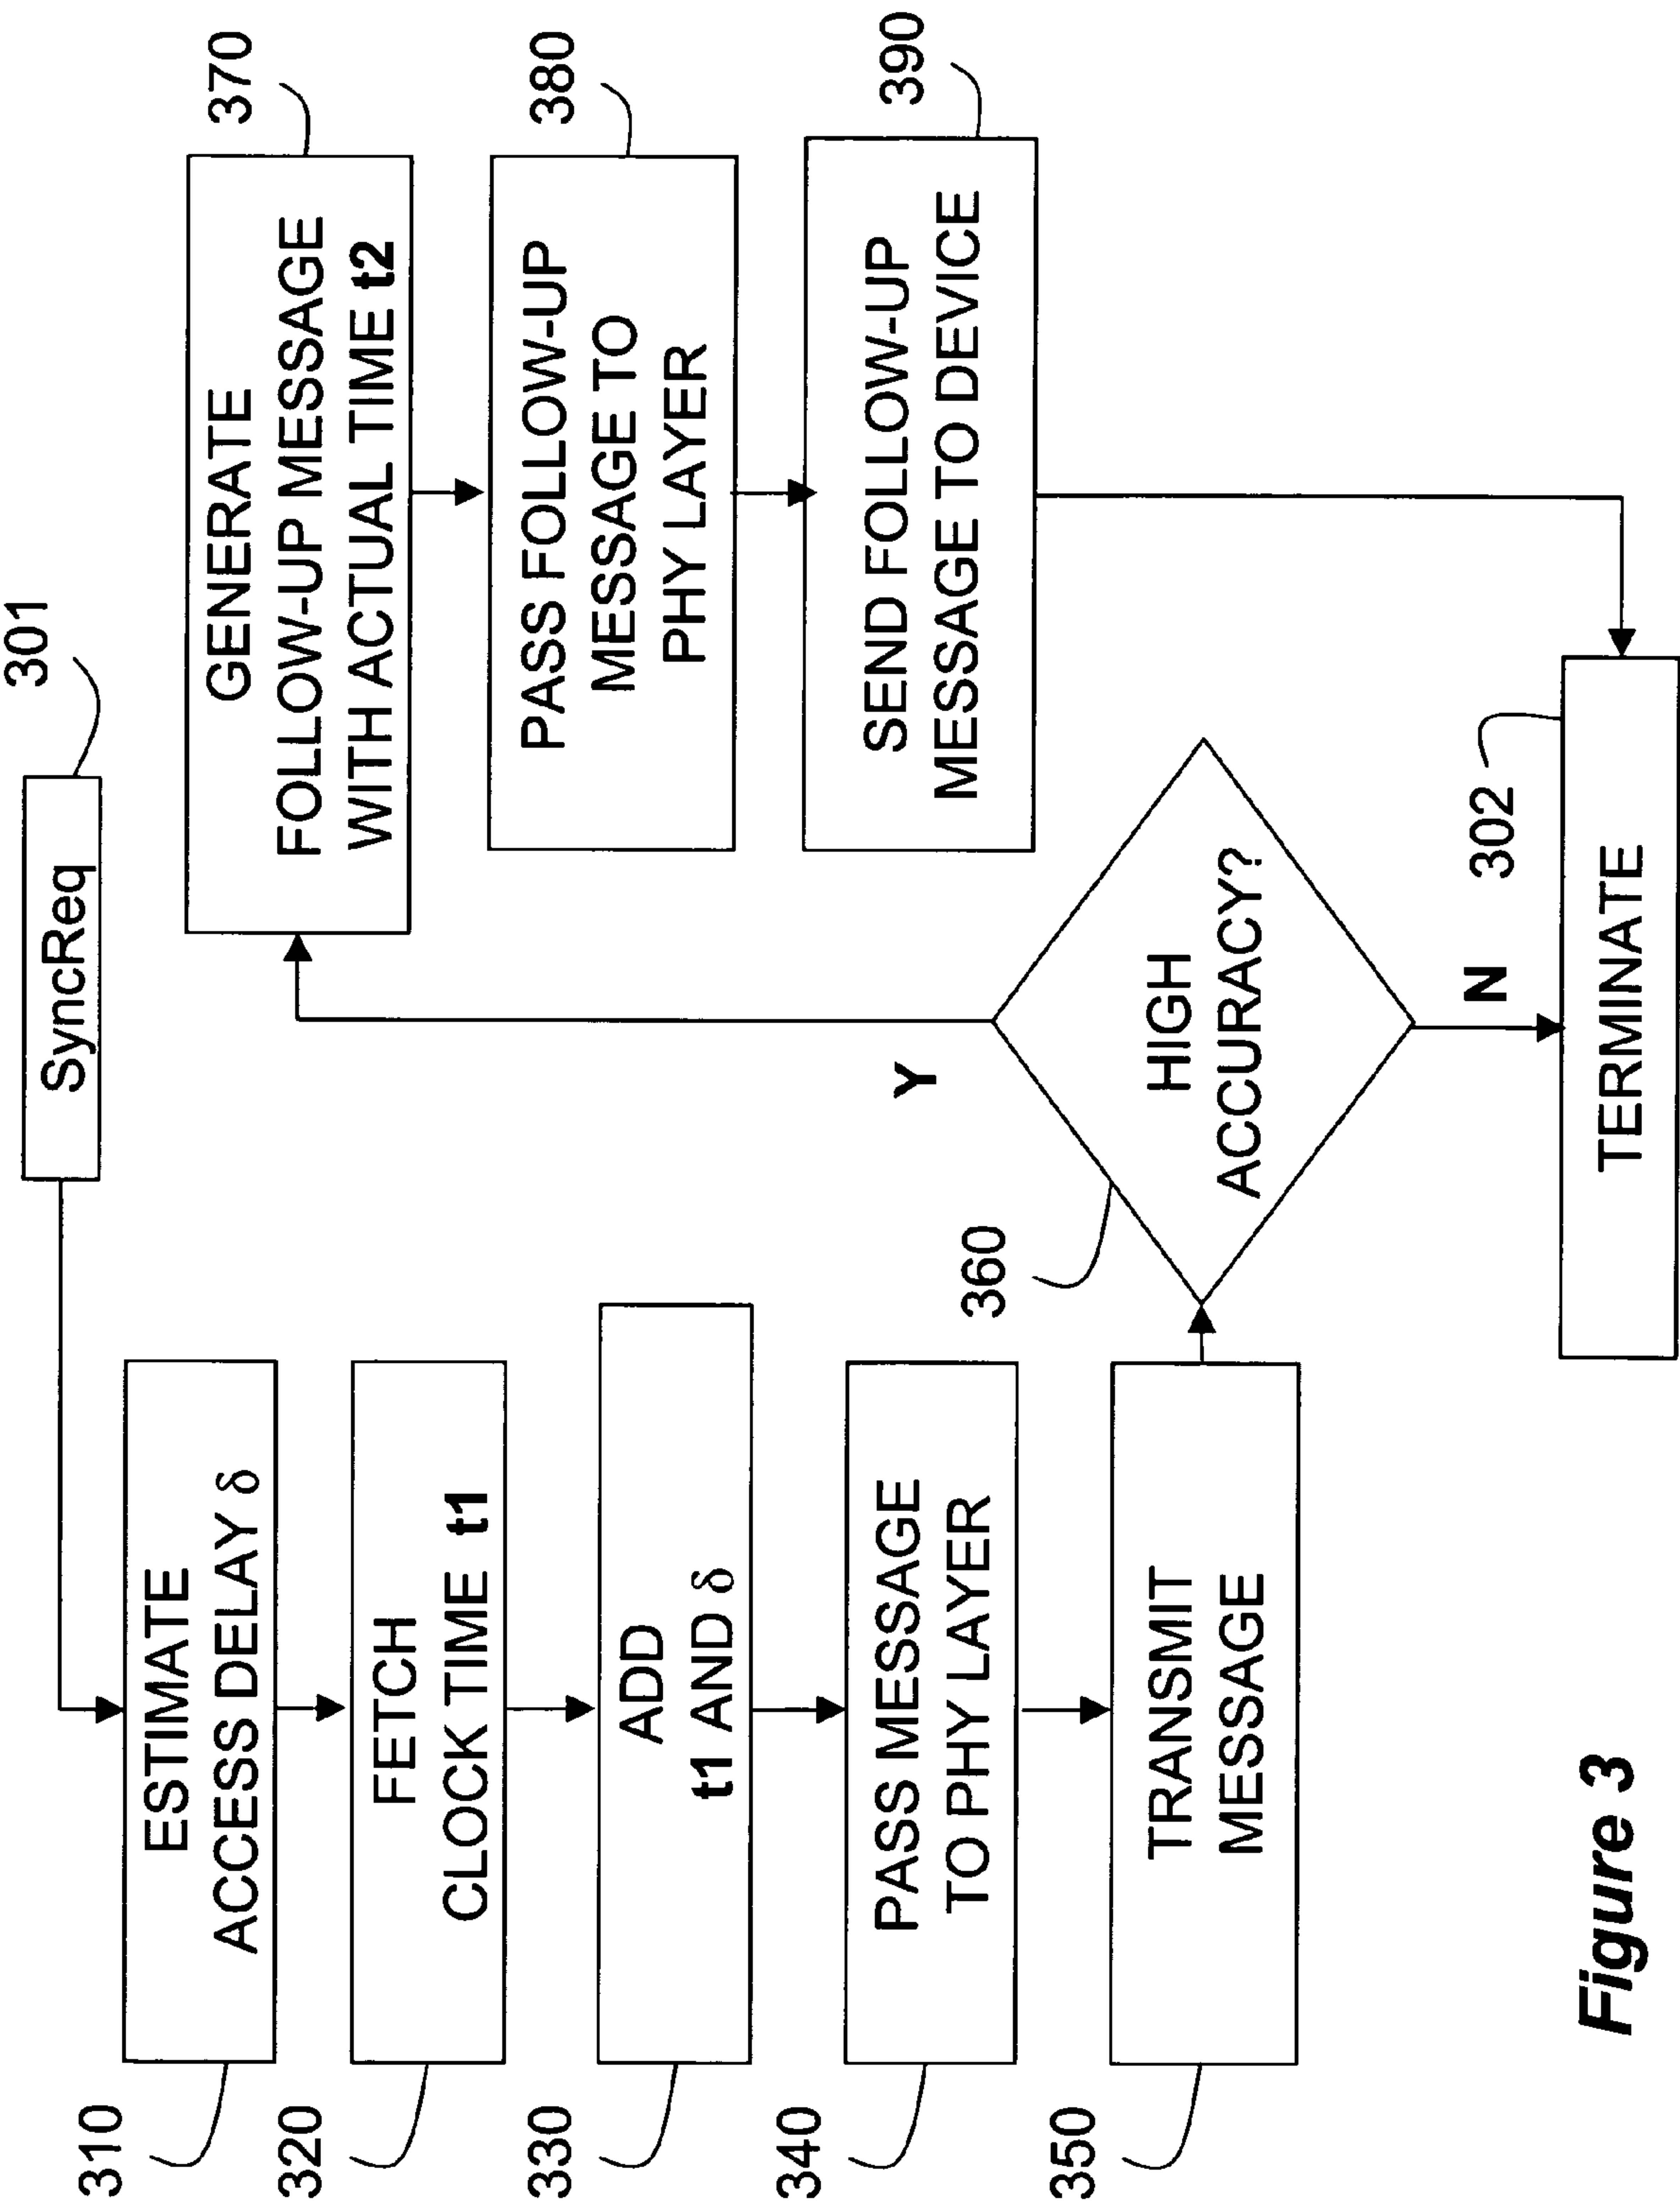 301
SyncReq
310
ESTIMATE
ACCESS DELAY δ
320
FETCH
CLOCK TIME t1
330
ADD
t1 AND δ
340
PASS MESSAGE
TO PHY LAYER
350
TRANSMIT
MESSAGE
360
HIGH
ACCURACY?
Y
N
370
GENERATE
FOLLOW-UP MESSAGE
WITH ACTUAL TIME t2
380
PASS FOLLOW-UP
MESSAGE TO
PHY LAYER
390
SEND FOLLOW-UP
MESSAGE TO DEVICE
302
TERMINATE
Figure 3